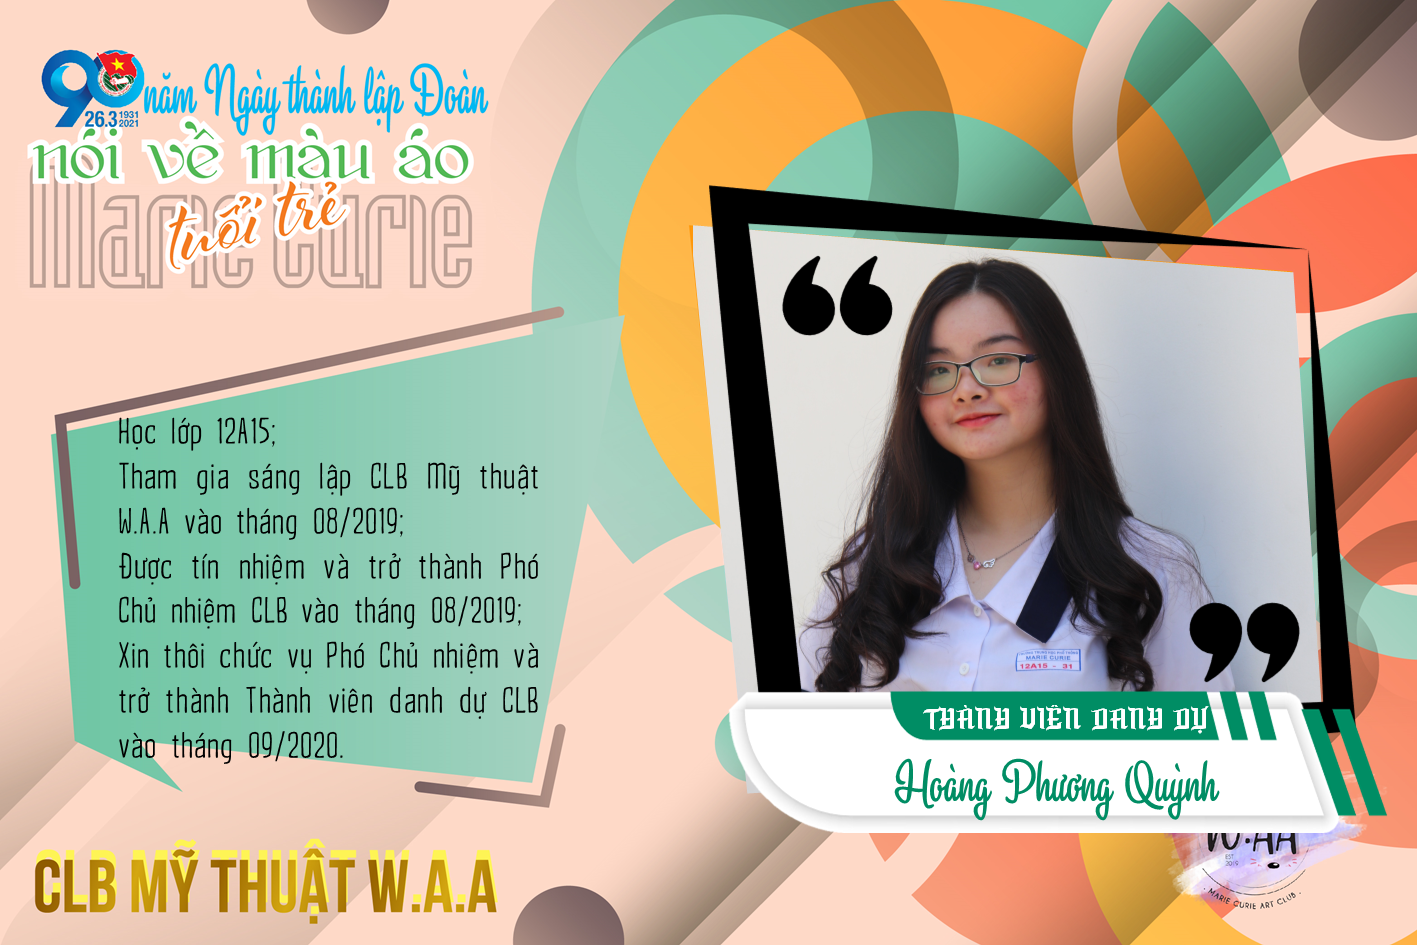 90 năm Ngày thành lập Đoàn
26.3 1931 2021
nói về màu áo
Marie Curie
tuổi trẻ
Học lớp 12A15;
Tham gia sáng lập CLB Mỹ thuật
W.A.A vào tháng 08/2019;
Được tín nhiệm và trở thành Phó
Chủ nhiệm CLB vào tháng 08/2019;
Xin thôi chức vụ Phó Chủ nhiệm và
trở thành Thành viên danh dự CLB
vào tháng 09/2020.
CLB MỸ THUẬT W.A.A
MARIE CURIE
12A15 - 31
THÀNH VIÊN DANH DỰ
Hoàng Phương Quỳnh
W.AA
EST. 2019
MARIE CURIE ART CLUB